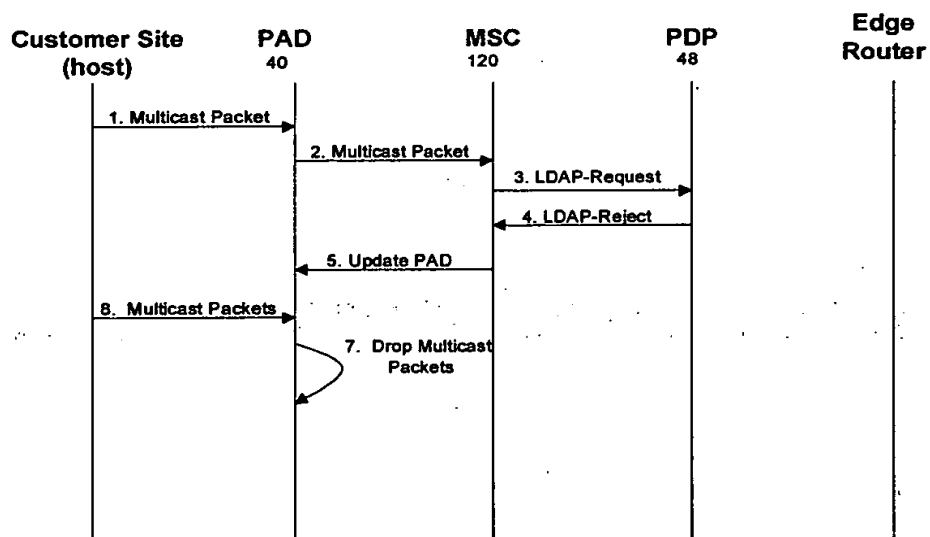 Customer Site
(host)
PAD
40
MSC
120
PDP
48
Edge
Router
1. Multicast Packet
2. Multicast Packet
3. LDAP-Request
4. LDAP-Reject
5. Update PAD
8. Multicast Packets
7. Drop Multicast
Packets